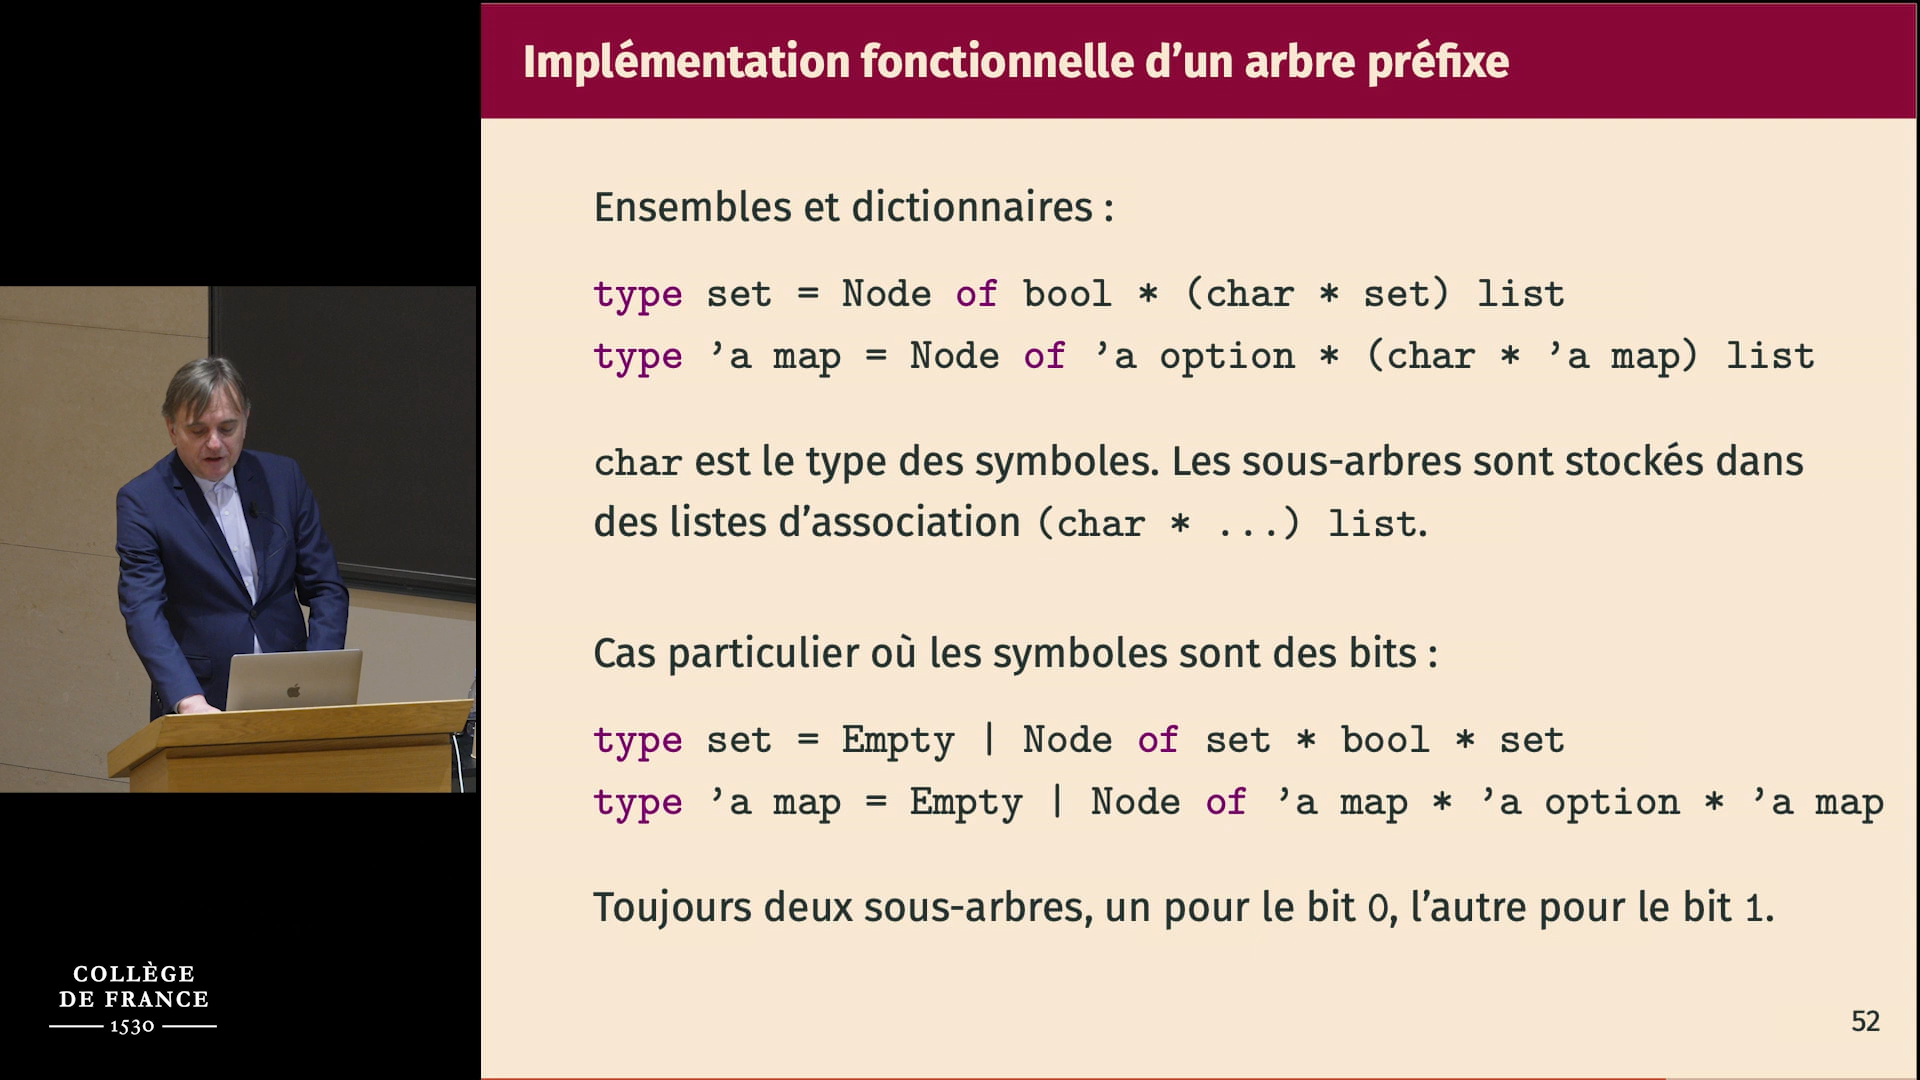 Implémentation fonctionnelle d’un arbre préfixe
Ensembles et dictionnaires :
type set = Node of bool * (char * set) list
type ’a map = Node of ’a option * (char * ’a map) list
char est le type des symboles. Les sous-arbres sont stockés dans
des listes d’association (char * ...) list.
Cas particulier où les symboles sont des bits :
type set = Empty | Node of set * bool * set
type ’a map = Empty | Node of ’a map * ’a option * ’a map
Toujours deux sous-arbres, un pour le bit 0, l’autre pour le bit 1.
52
COLLÈGE
DE FRANCE
1530